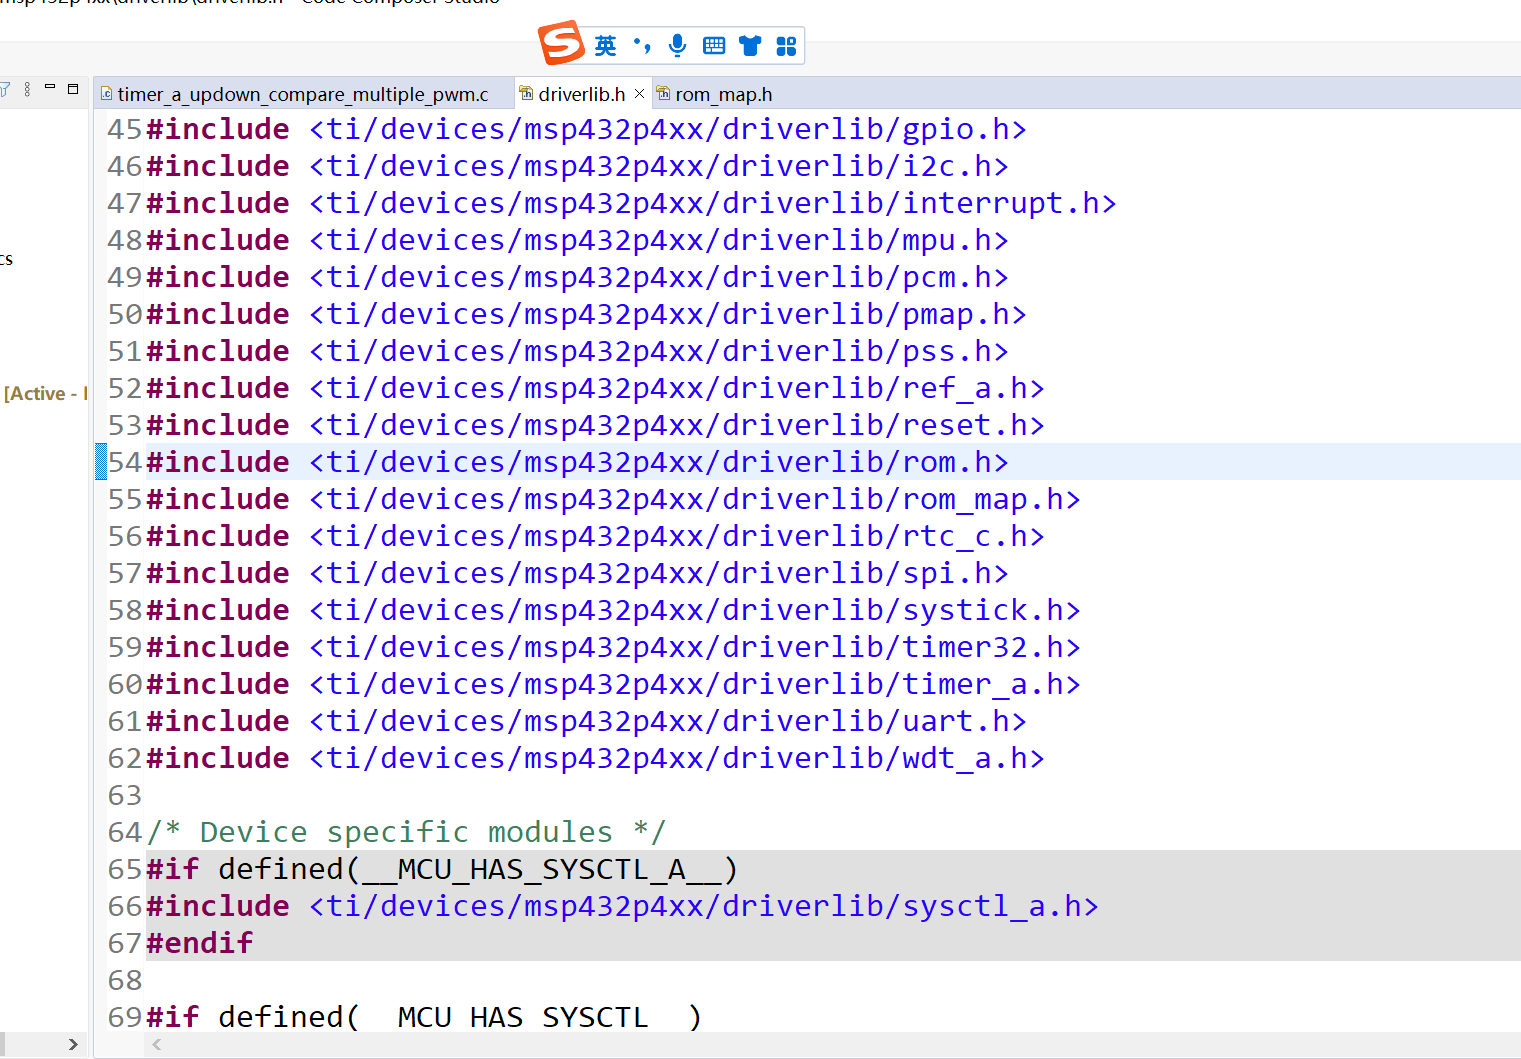 Code Composer Studio
英
timer_a_updown_compare_multiple_pwm.c
driverlib.h
rom_map.h
cs
[Active -
45 #include <ti/devices/msp432p4xx/driverlib/gpio.h>
46 #include <ti/devices/msp432p4xx/driverlib/i2c.h>
47 #include <ti/devices/msp432p4xx/driverlib/interrupt.h>
48 #include <ti/devices/msp432p4xx/driverlib/mpu.h>
49 #include <ti/devices/msp432p4xx/driverlib/pcm.h>
50 #include <ti/devices/msp432p4xx/driverlib/pmap.h>
51 #include <ti/devices/msp432p4xx/driverlib/pss.h>
52 #include <ti/devices/msp432p4xx/driverlib/ref_a.h>
53 #include <ti/devices/msp432p4xx/driverlib/reset.h>
54 #include <ti/devices/msp432p4xx/driverlib/rom.h>
55 #include <ti/devices/msp432p4xx/driverlib/rom_map.h>
56 #include <ti/devices/msp432p4xx/driverlib/rtc_c.h>
57 #include <ti/devices/msp432p4xx/driverlib/spi.h>
58 #include <ti/devices/msp432p4xx/driverlib/systick.h>
59 #include <ti/devices/msp432p4xx/driverlib/timer32.h>
60 #include <ti/devices/msp432p4xx/driverlib/timer_a.h>
61 #include <ti/devices/msp432p4xx/driverlib/uart.h>
62 #include <ti/devices/msp432p4xx/driverlib/wdt_a.h>
63
64 /* Device specific modules */
65 #if defined(__MCU_HAS_SYSCTL_A__)
66 #include <ti/devices/msp432p4xx/driverlib/sysctl_a.h>
67 #endif
68
69 #if defined(__MCU_HAS_SYSCTL__)